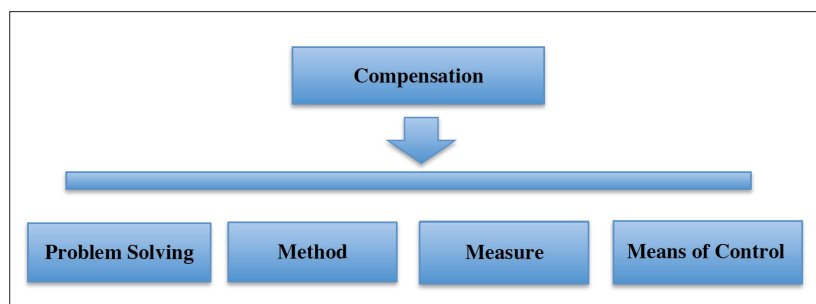 Compensation
Problem Solving
Method
Measure
Means of Control